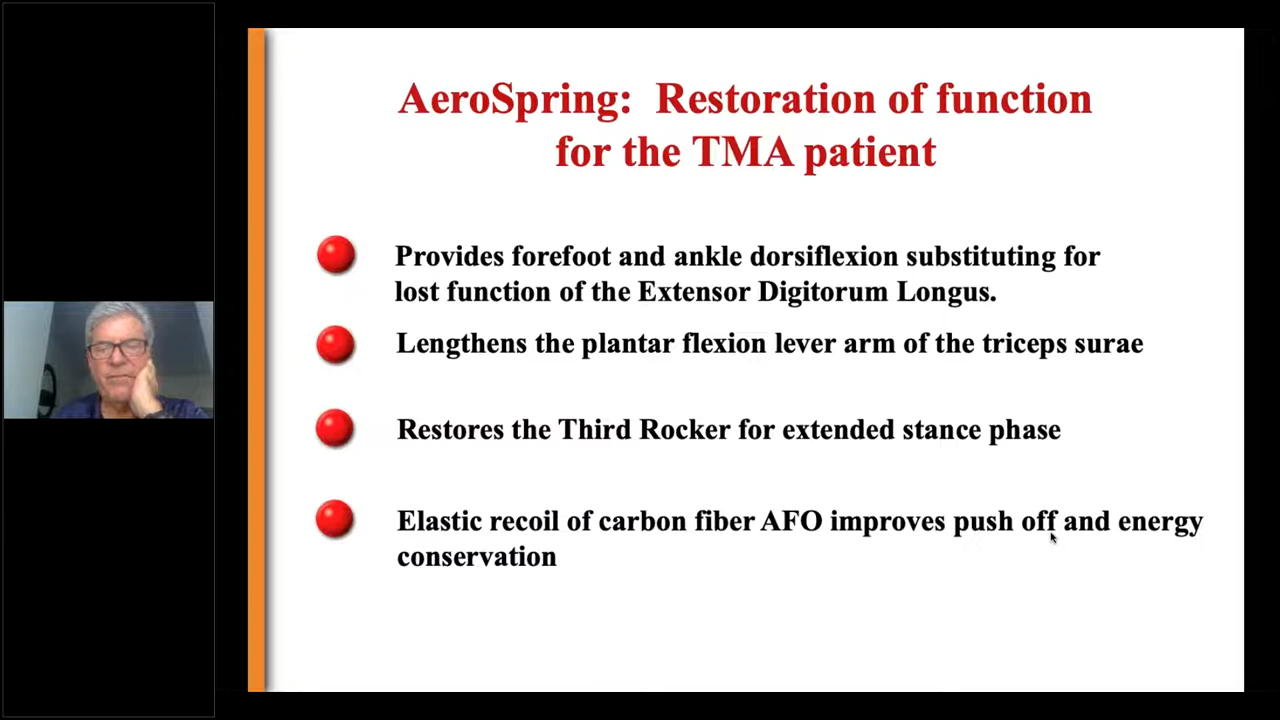 AeroSpring: Restoration of function
for the TMA patient
Provides forefoot and ankle dorsiflexion substituting for
lost function of the Extensor Digitorum Longus.
Lengthens the plantar flexion lever arm of the triceps surae
Restores the Third Rocker for extended stance phase
Elastic recoil of carbon fiber AFO improves push off and energy
conservation